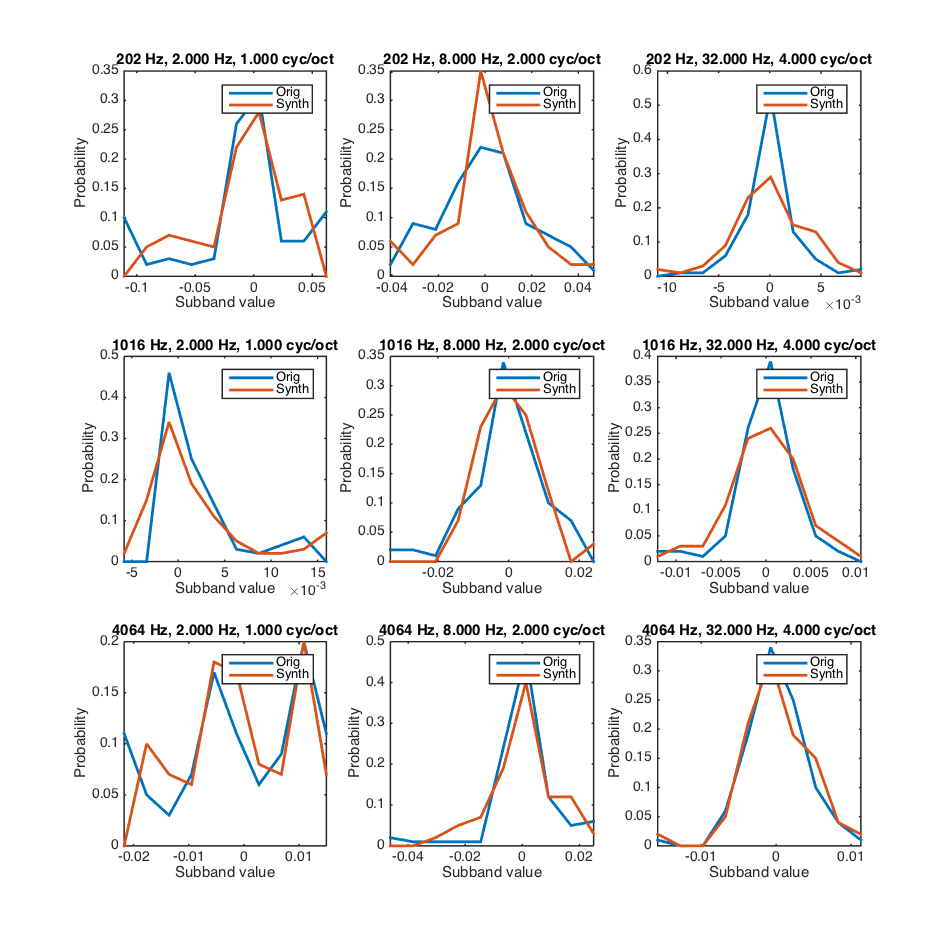 202 Hz, 2.000 Hz, 1.000 cyc/oct
0.35
0.3
0.25
0.2
0.15
0.1
0.05
0
Probability
Orig
Synth
-0.1 -0.05 0 0.05
Subband value
202 Hz, 8.000 Hz, 2.000 cyc/oct
0.35
0.3
0.25
0.2
0.15
0.1
0.05
0
Probability
Orig
Synth
-0.04 -0.02 0 0.02 0.04
Subband value
202 Hz, 32.000 Hz, 4.000 cyc/oct
0.6
0.5
0.4
0.3
0.2
0.1
0
Probability
Orig
Synth
-10 -5 0 5
Subband value ×10-3
1016 Hz, 2.000 Hz, 1.000 cyc/oct
0.5
0.4
0.3
0.2
0.1
0
Probability
Orig
Synth
-5 0 5 10 15
Subband value ×10-3
1016 Hz, 8.000 Hz, 2.000 cyc/oct
0.35
0.3
0.25
0.2
0.15
0.1
0.05
0
Probability
Orig
Synth
-0.02 0 0.02
Subband value
1016 Hz, 32.000 Hz, 4.000 cyc/oct
0.4
0.35
0.3
0.25
0.2
0.15
0.1
0.05
0
Probability
Orig
Synth
-0.01 -0.005 0 0.005 0.01
Subband value
4064 Hz, 2.000 Hz, 1.000 cyc/oct
0.2
0.15
0.1
0.05
0
Probability
Orig
Synth
-0.02 -0.01 0 0.01
Subband value
4064 Hz, 8.000 Hz, 2.000 cyc/oct
0.5
0.4
0.3
0.2
0.1
0
Probability
Orig
Synth
-0.04 -0.02 0 0.02
Subband value
4064 Hz, 32.000 Hz, 4.000 cyc/oct
0.35
0.3
0.25
0.2
0.15
0.1
0.05
0
Probability
Orig
Synth
-0.01 0 0.01
Subband value